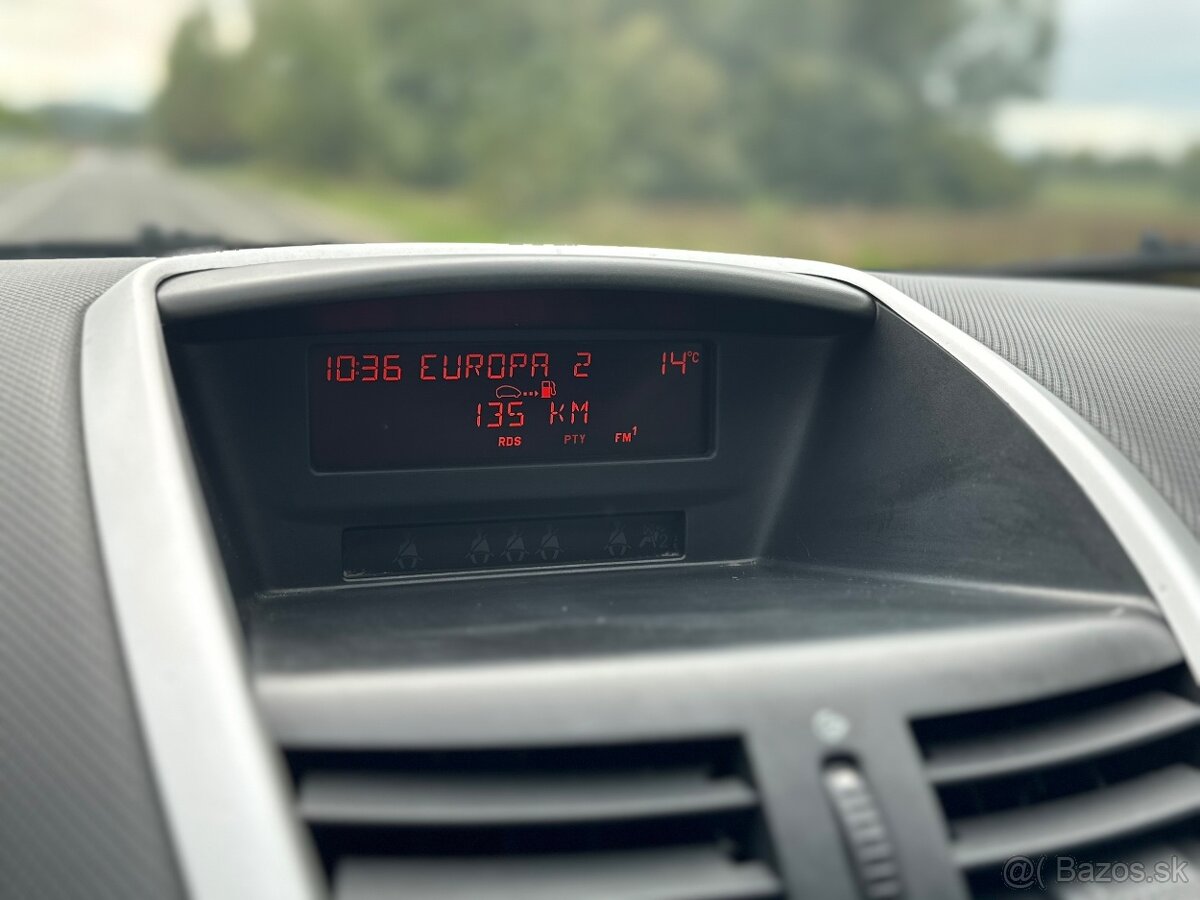 10:36 EUROPA 2 14°C
135 KM
RDS PTY FM1
@( Bazos.sk